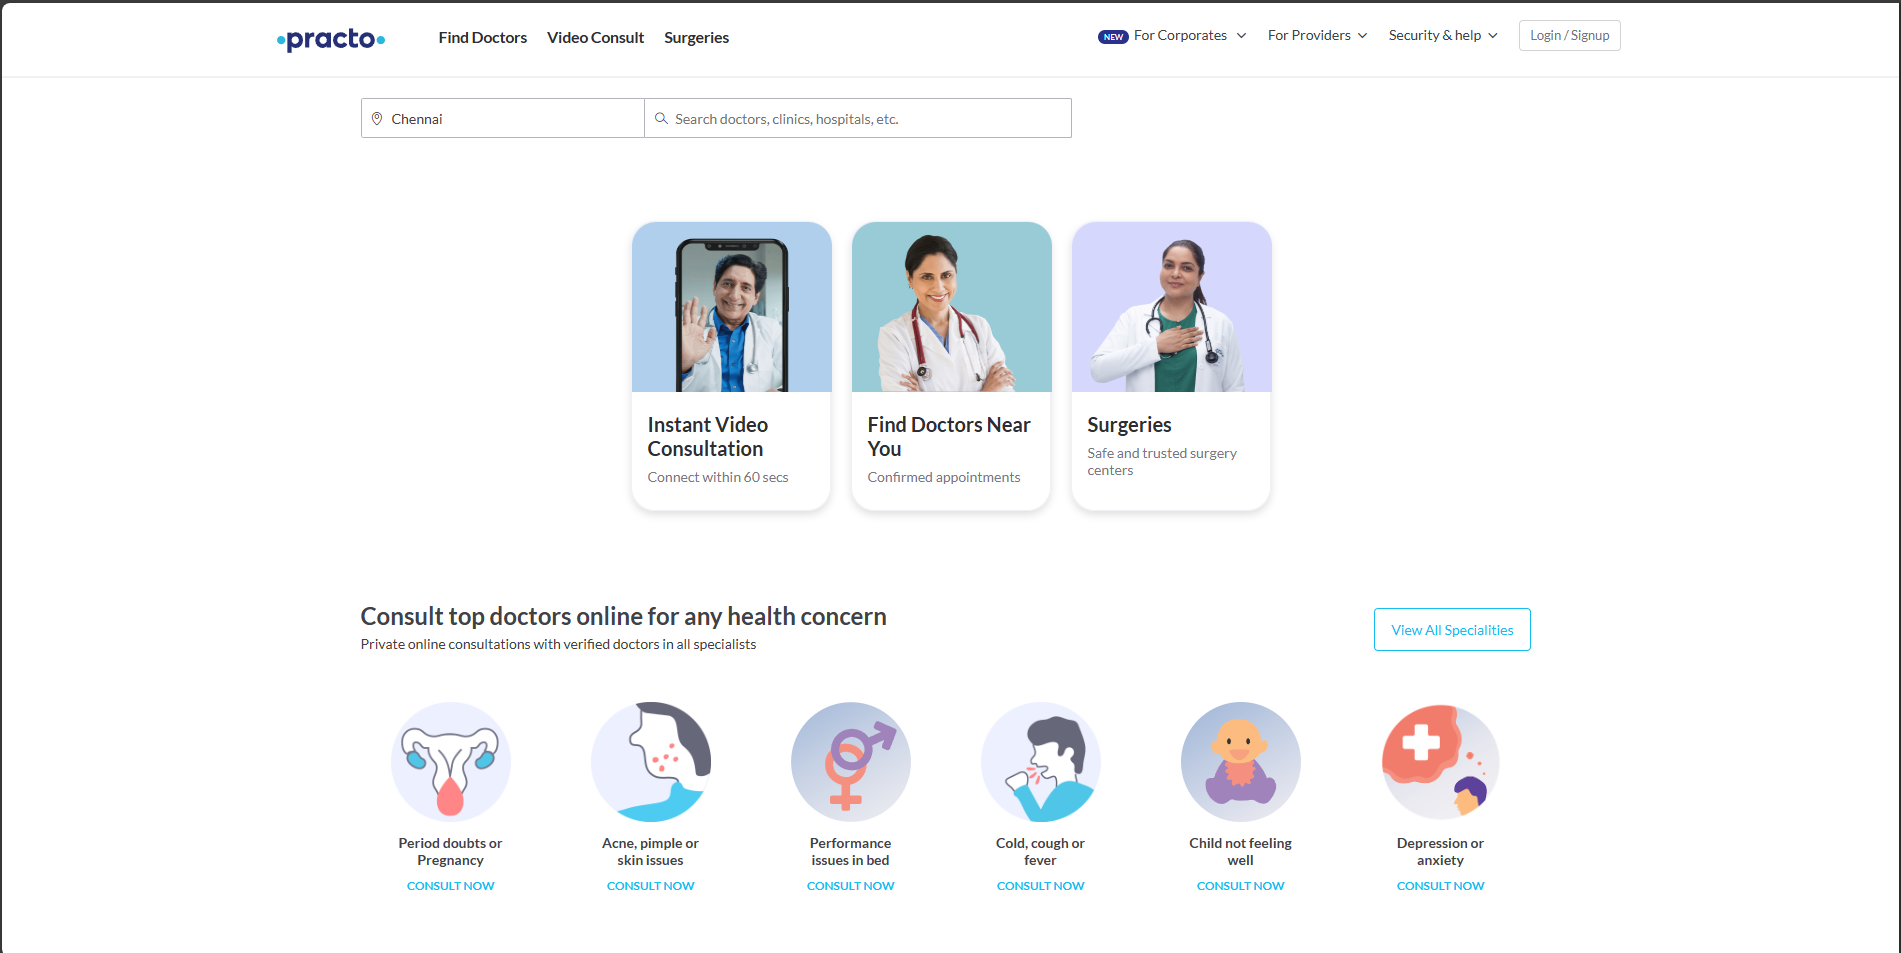 practo
Find Doctors
Video Consult
Surgeries
NEW
For Corporates
For Providers
Security & help
Login / Signup
Chennai
Search doctors, clinics, hospitals, etc.
Instant Video
Consultation
Connect within 60 secs
Find Doctors Near
You
Confirmed appointments
Surgeries
Safe and trusted surgery
centers
Consult top doctors online for any health concern
Private online consultations with verified doctors in all specialists
View All Specialities
Period doubts or
Pregnancy
CONSULT NOW
Acne, pimple or
skin issues
CONSULT NOW
Performance
issues in bed
CONSULT NOW
Cold, cough or
fever
CONSULT NOW
Child not feeling
well
CONSULT NOW
Depression or
anxiety
CONSULT NOW